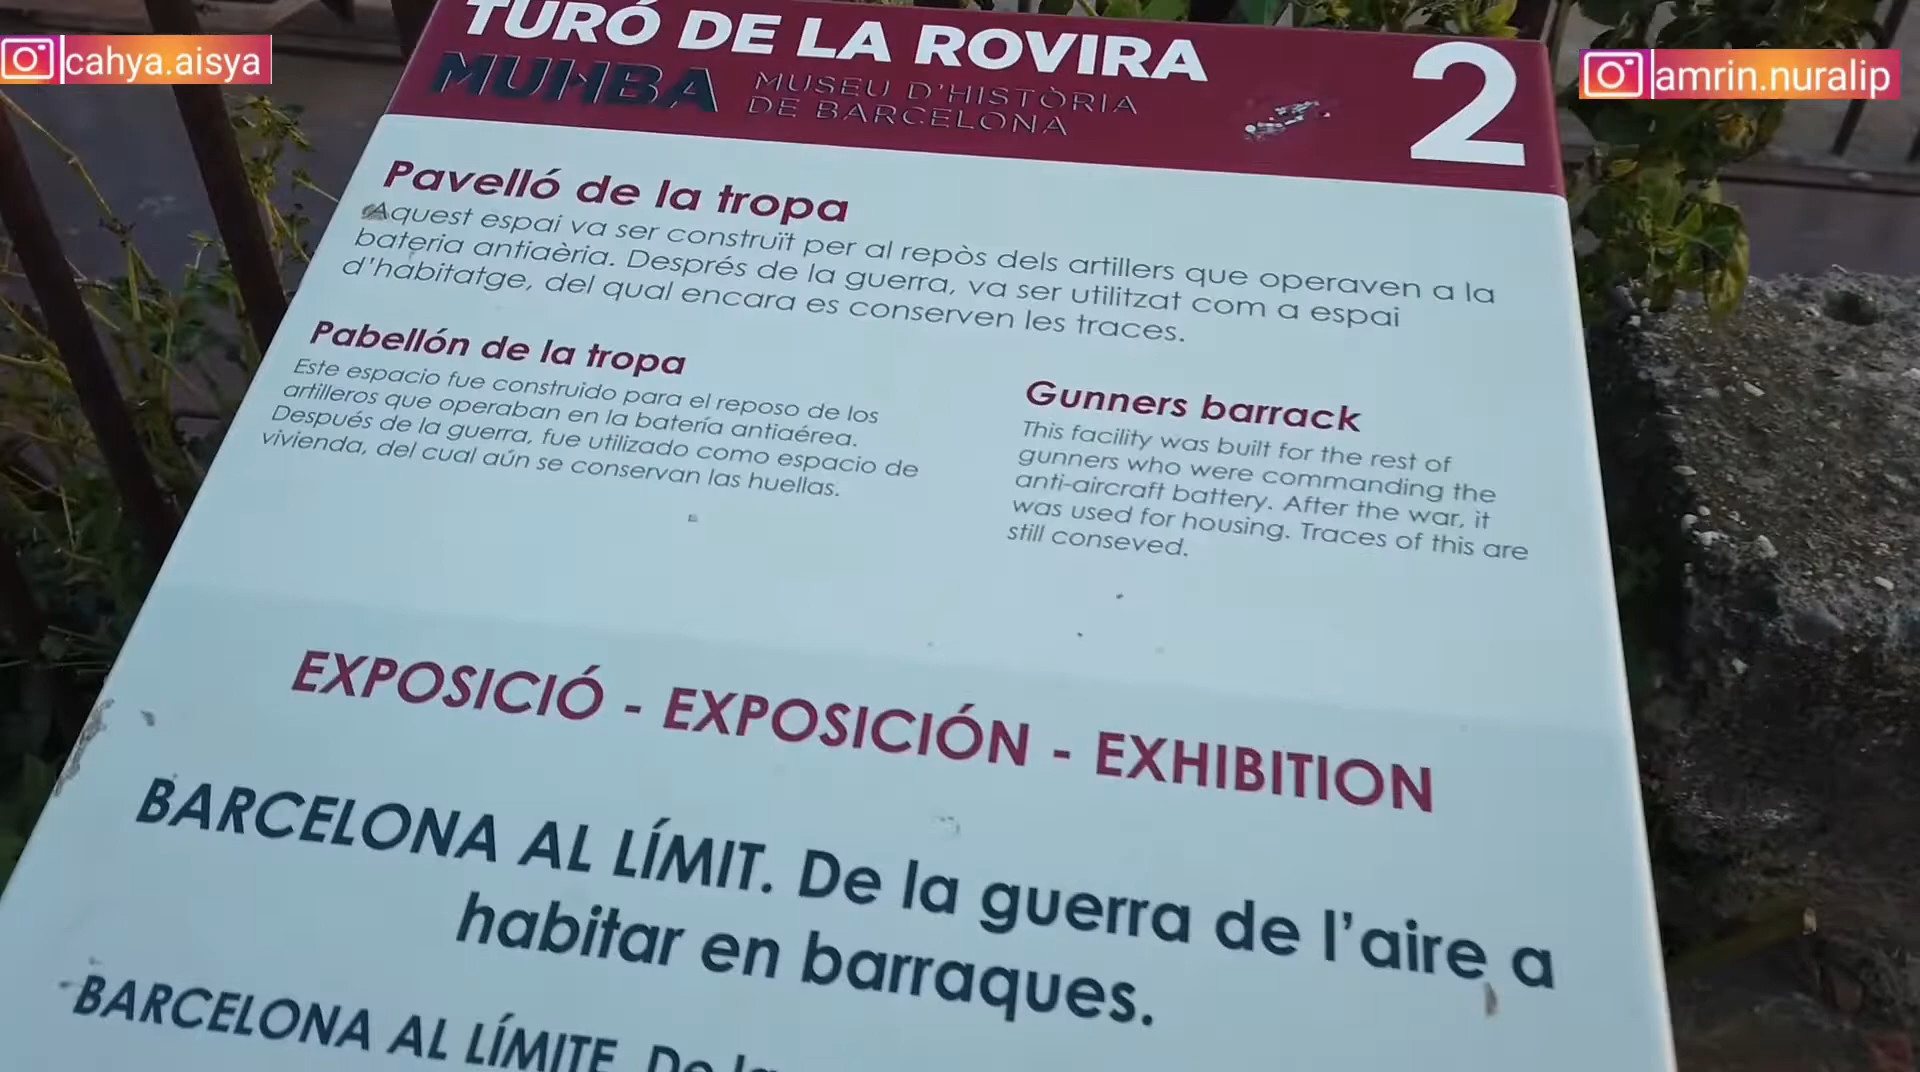 cahya.aisya
amrin.nuralip
TURÓ DE LA ROVIRA
2
MUHBA
MUSEU D'HISTÒRIA
DE BARCELONA
Pavelló de la tropa
Aquest espai va ser construït per al repòs dels artillers que operaven a la
bateria antiaèria. Després de la guerra, va ser utilitzat com a espai
d'habitatge, del qual encara es conserven les traces.
Pabellón de la tropa
Este espacio fue construido para el reposo de los
artilleros que operaban en la batería antiaérea.
Después de la guerra, fue utilizado como espacio de
vivienda, del cual aún se conservan las huellas.
Gunners barrack
This facility was built for the rest of
gunners who were commanding the
anti-aircraft battery. After the war, it
was used for housing. Traces of this are
still conseved.
EXPOSICIÓ - EXPOSICIÓN - EXHIBITION
BARCELONA AL LÍMIT. De la guerra de l'aire a
habitar en barraques.
BARCELONA AL LÍMITE. De la